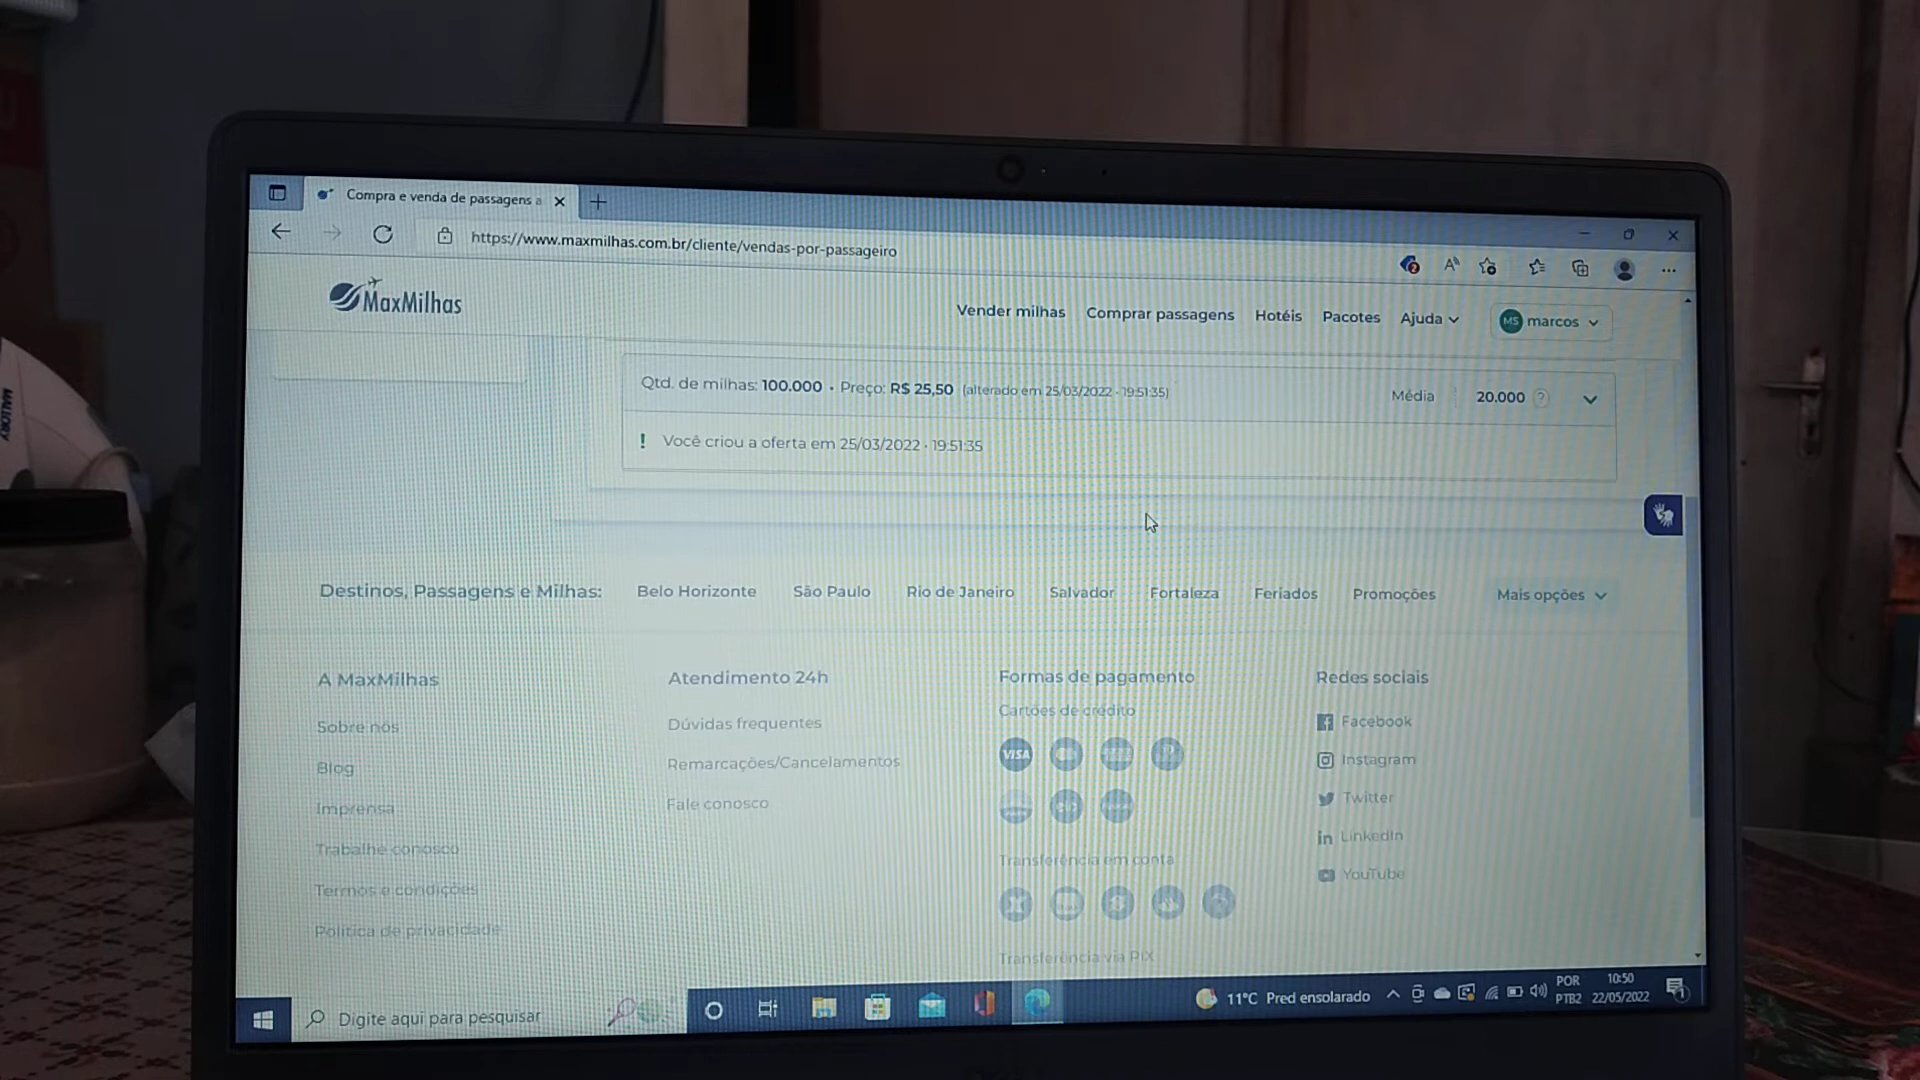 Compra e venda de passagens a
https://www.maxmilhas.com.br/cliente/vendas-por-passageiro
MaxMilhas
Vender milhas Comprar passagens Hotéis Pacotes Ajuda MS marcos
Qtd. de milhas: 100.000 • Preço: R$ 25,50 (alterado em 25/03/2022 - 19:51:35) Média 20.000 ?
! Você criou a oferta em 25/03/2022 - 19:51:35
Destinos, Passagens e Milhas: Belo Horizonte São Paulo Rio de Janeiro Salvador Fortaleza Feriados Promoções Mais opções
A MaxMilhas
Sobre nós
Blog
Imprensa
Trabalhe conosco
Termos e condições
Política de privacidade
Atendimento 24h
Dúvidas frequentes
Remarcações/Cancelamentos
Fale conosco
Formas de pagamento
Cartões de crédito
VISA
Transferência em conta
Transferência via PIX
Redes sociais
Facebook
Instagram
Twitter
LinkedIn
YouTube
Digite aqui para pesquisar
11°C Pred ensolarado
POR
PTB2
10:50
22/05/2022